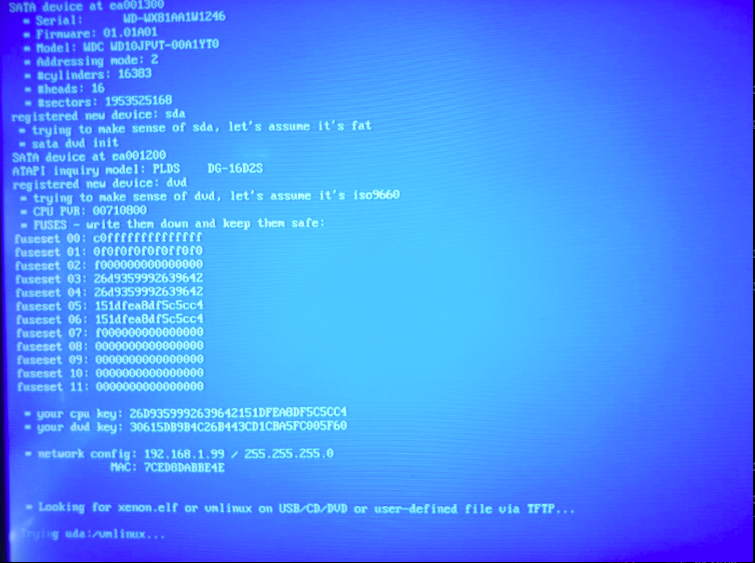 SATA device at ea001300
* Serial: WD-WX81AA1W1246
* Firmware: 01.01A01
* Model: WDC WD10JPVT-00A1YT0
* Addressing mode: 2
* #cylinders: 16383
* #heads: 16
* #sectors: 1953525168
registered new device: sda
* trying to make sense of sda, let's assume it's fat
* sata dvd init
SATA device at ea001200
ATAPI inquiry model: PLDS DG-16D2S
registered new device: dvd
* trying to make sense of dvd, let's assume it's iso9660
* CPU PVR: 00710800
* FUSES - write them down and keep them safe:
fuseset 00: c0ffffffffffffff
fuseset 01: 0f0f0f0f0f0ff0f0
fuseset 02: f000000000000000
fuseset 03: 26d9359992639642
fuseset 04: 26d9359992639642
fuseset 05: 151dfea8df5c5cc4
fuseset 06: 151dfea8df5c5cc4
fuseset 07: f000000000000000
fuseset 08: 0000000000000000
fuseset 09: 0000000000000000
fuseset 10: 0000000000000000
fuseset 11: 0000000000000000
* your cpu key: 26D9359992639642151DFEA8DF5C5CC4
* your dvd key: 30615DB9B4C26B443CD1CBA5FC005F60
* network config: 192.168.1.99 / 255.255.255.0
MAC: 7CED8DABBE4E
* Looking for xenon.elf or vmlinux on USB/CD/DVD or user-defined file via TFTP...
Trying uda:/vmlinux...